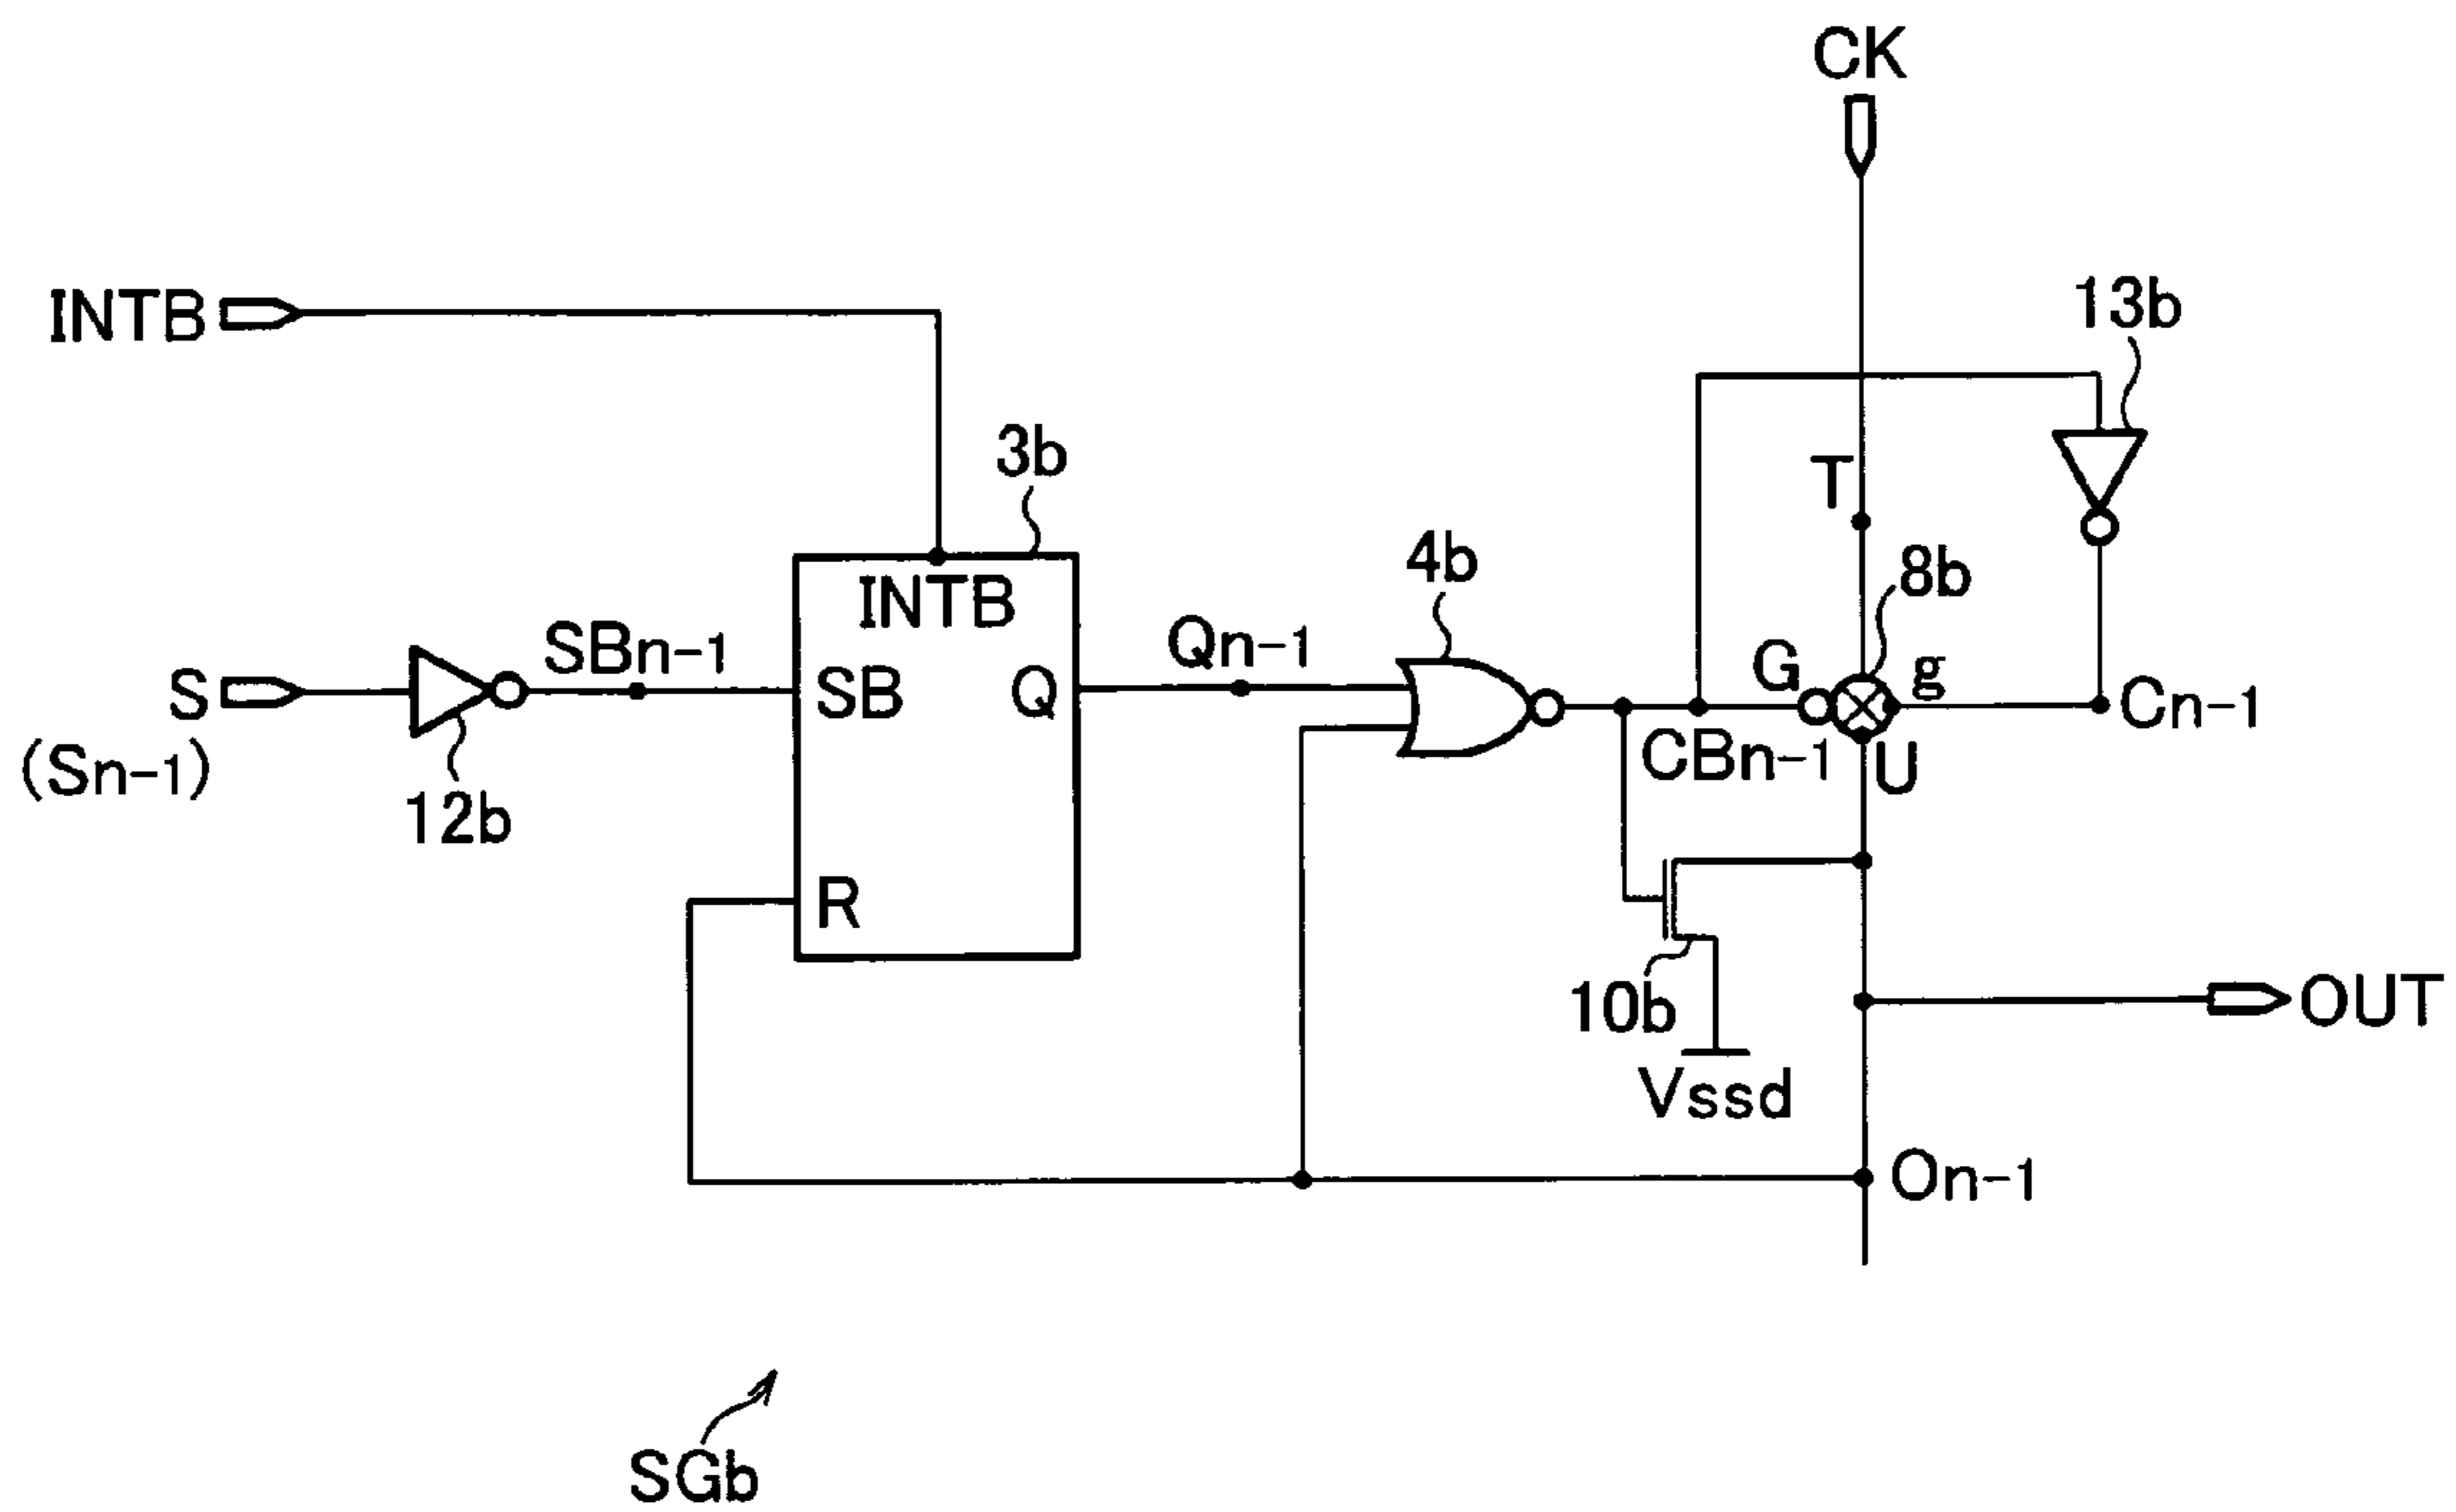 CK
INTB
13b
3b
T
4b
8b
INTB
SBn-1
Qn-1
G
g
S
SB
Q
Cn-1
CBn-1
U
(Sn-1)
12b
R
10b
OUT
Vssd
On-1
SGb